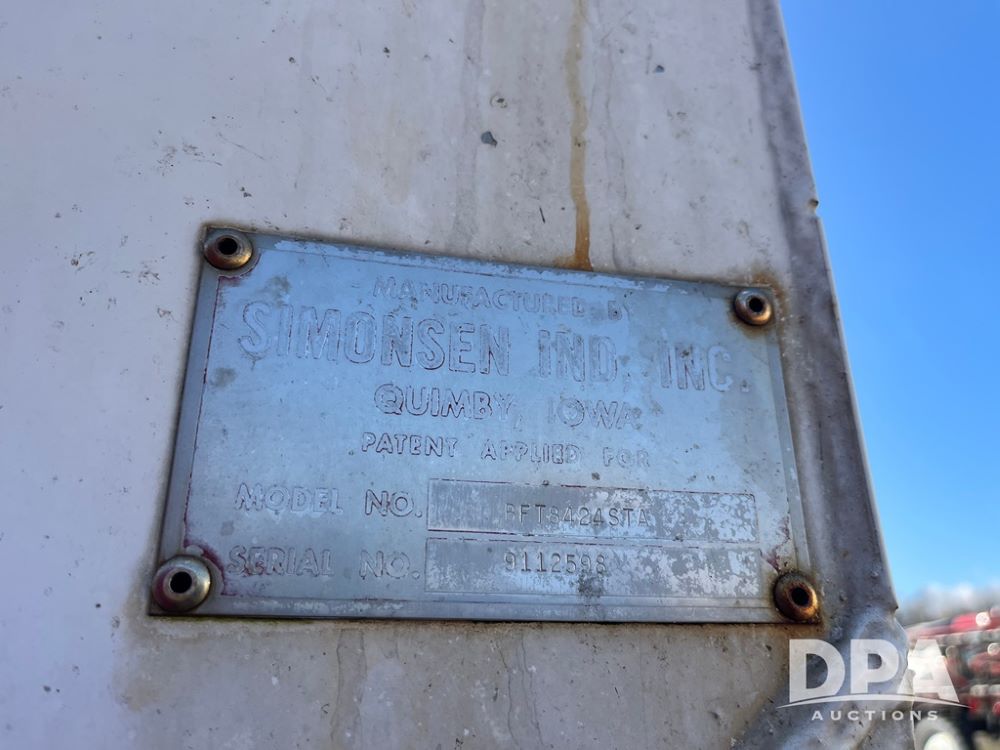 MANUFACTURED BY
SIMONSEN IND, INC.
QUIMBY, IOWA
PATENT APPLIED FOR
MODEL NO. BFT8424STA
SERIAL NO. 9112598
DPA
AUCTIONS